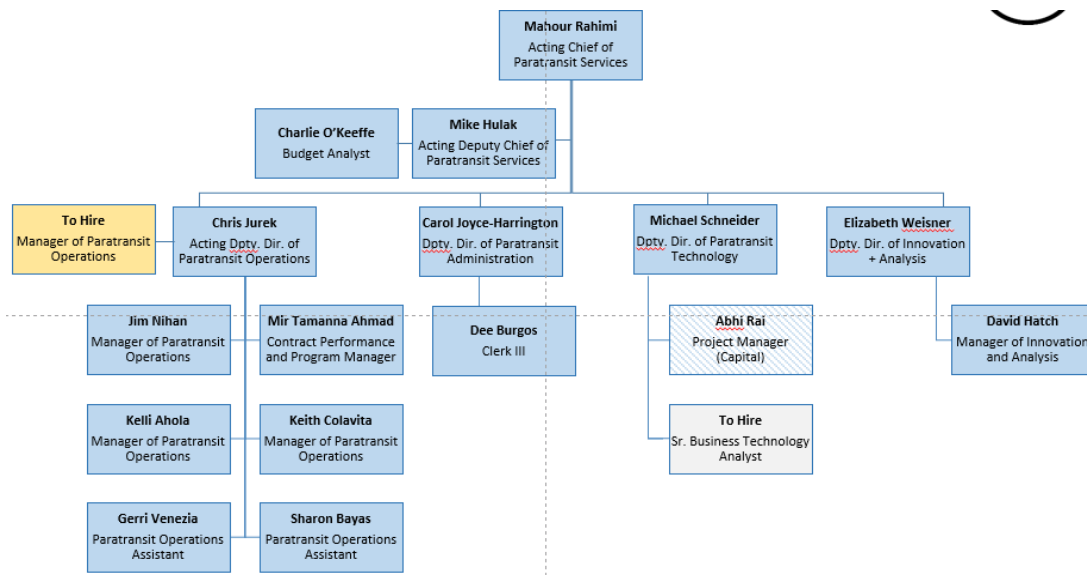 Mahour Rahimi
Acting Chief of
Paratransit Services
Charlie O'Keeffe
Budget Analyst
Mike Hulak
Acting Deputy Chief of
Paratransit Services
To Hire
Manager of Paratransit
Operations
Chris Jurek
Acting Dpty. Dir. of
Paratransit Operations
Carol Joyce-Harrington
Dpty. Dir. of Paratransit
Administration
Michael Schneider
Dpty. Dir. of Paratransit
Technology
Elizabeth Weisner
Dpty. Dir. of Innovation
+ Analysis
Jim Nihan
Manager of Paratransit
Operations
Mir Tamanna Ahmad
Contract Performance
and Program Manager
Dee Burgos
Clerk III
Abhi Rai
Project Manager
(Capital)
David Hatch
Manager of Innovation
and Analysis
Kelli Ahola
Manager of Paratransit
Operations
Keith Colavita
Manager of Paratransit
Operations
To Hire
Sr. Business Technology
Analyst
Gerri Venezia
Paratransit Operations
Assistant
Sharon Bayas
Paratransit Operations
Assistant